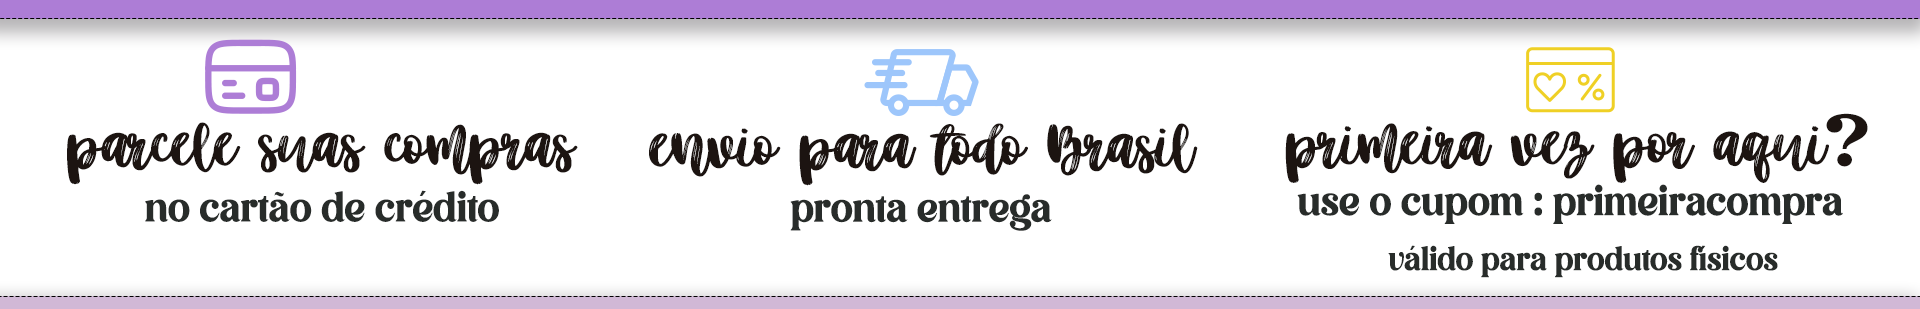 parcele suas compras
no cartão de crédito
envio para todo Brasil
pronta entrega
%
primeira vez por aqui?
use o cupom : primeiracompra
válido para produtos físicos